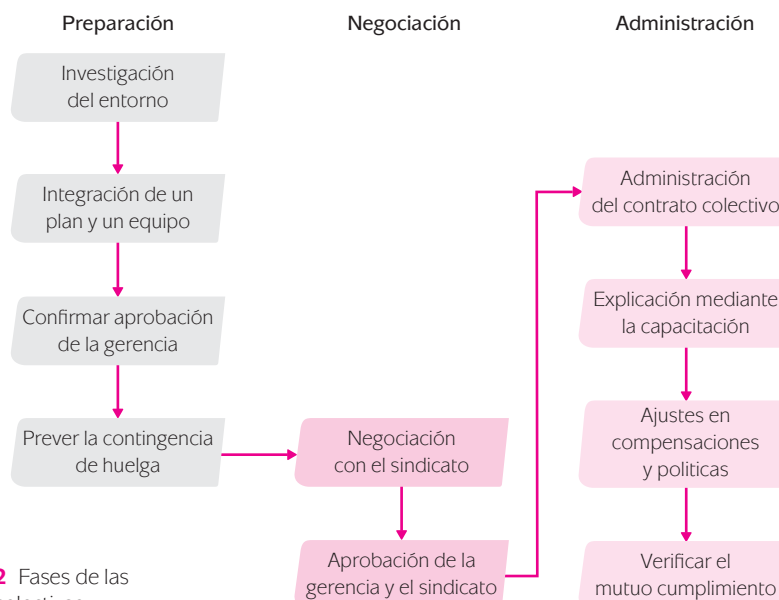 Preparación
Negociación
Administración
Investigación
del entorno
Integración de un
plan y un equipo
Confirmar aprobación
de la gerencia
Prever la contingencia
de huelga
Negociación
con el sindicato
Aprobación de la
gerencia y el sindicato
Administración
del contrato colectivo
Explicación mediante
la capacitación
Ajustes en
compensaciones
y politicas
Verificar el
mutuo cumplimiento
2 Fases de las